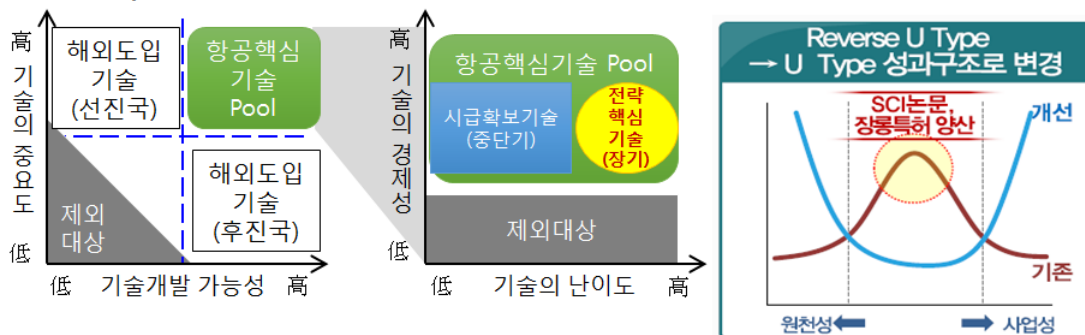 高
기술의 중요도
低
해외도입
기술
(선진국)
항공핵심
기술
Pool
해외도입
기술
(후진국)
제외
대상
低 기술개발 가능성 高
高
기술의 경제성
低
항공핵심기술 Pool
시급확보기술
(중단기)
전략
핵심
기술
(장기)
제외대상
低 기술의 난이도 高
Reverse U Type
→ U Type 성과구조로 변경
SCI논문,
장롱특허 양산
개선
기존
원천성
사업성